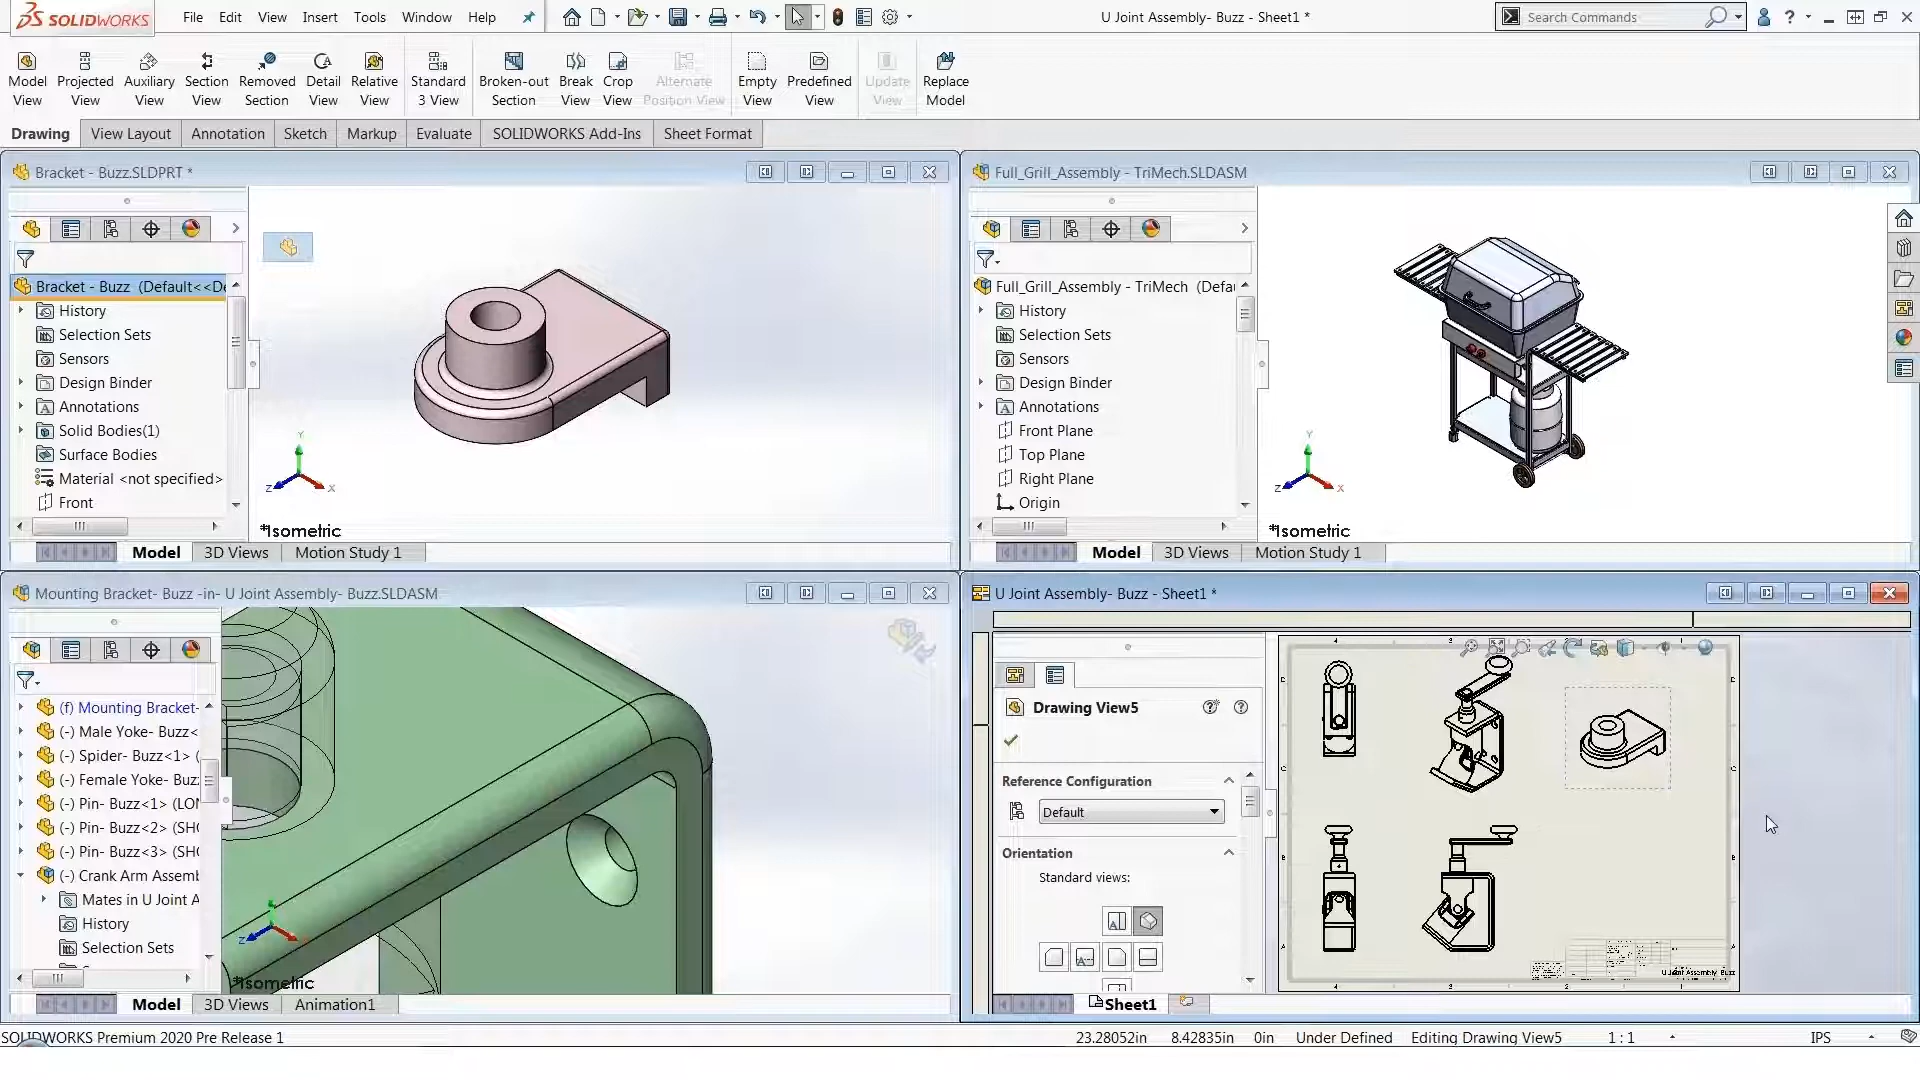 SOLIDWORKS
File Edit View Insert Tools Window Help
U Joint Assembly- Buzz - Sheet1 *
Search Commands
?
Model View
Projected View
Auxiliary View
Section View
Removed Section
Detail View
Relative View
Standard 3 View
Broken-out Section
Break View
Crop View
Alternate Position View
Empty View
Predefined View
Update View
Replace Model
Drawing View Layout Annotation Sketch Markup Evaluate SOLIDWORKS Add-Ins Sheet Format
Bracket - Buzz.SLDPRT *
Bracket - Buzz (Default<<De
History
Selection Sets
Sensors
Design Binder
Annotations
Solid Bodies(1)
Surface Bodies
Material <not specified>
Front
Y
Z
X
*Isometric
Model 3D Views Motion Study 1
Full_Grill_Assembly - TriMech.SLDASM
Full_Grill_Assembly - TriMech (Defau
History
Selection Sets
Sensors
Design Binder
Annotations
Front Plane
Top Plane
Right Plane
Origin
Y
Z
X
*Isometric
Model 3D Views Motion Study 1
Mounting Bracket- Buzz -in- U Joint Assembly- Buzz.SLDASM
(f) Mounting Bracket-
(-) Male Yoke- Buzz<
(-) Spider- Buzz<1> (
(-) Female Yoke- Buz
(-) Pin- Buzz<1> (LON
(-) Pin- Buzz<2> (SHO
(-) Pin- Buzz<3> (SHO
(-) Crank Arm Assemb
Mates in U Joint A
History
Selection Sets
Z
*Isometric
Model 3D Views Animation1
U Joint Assembly- Buzz - Sheet1 *
Drawing View5
Reference Configuration
Default
Orientation
Standard views:
U Joint Assembly Buzz
Sheet1
SOLIDWORKS Premium 2020 Pre Release 1
23.28052in 8.42835in 0in Under Defined Editing Drawing View5 1 : 1 IPS